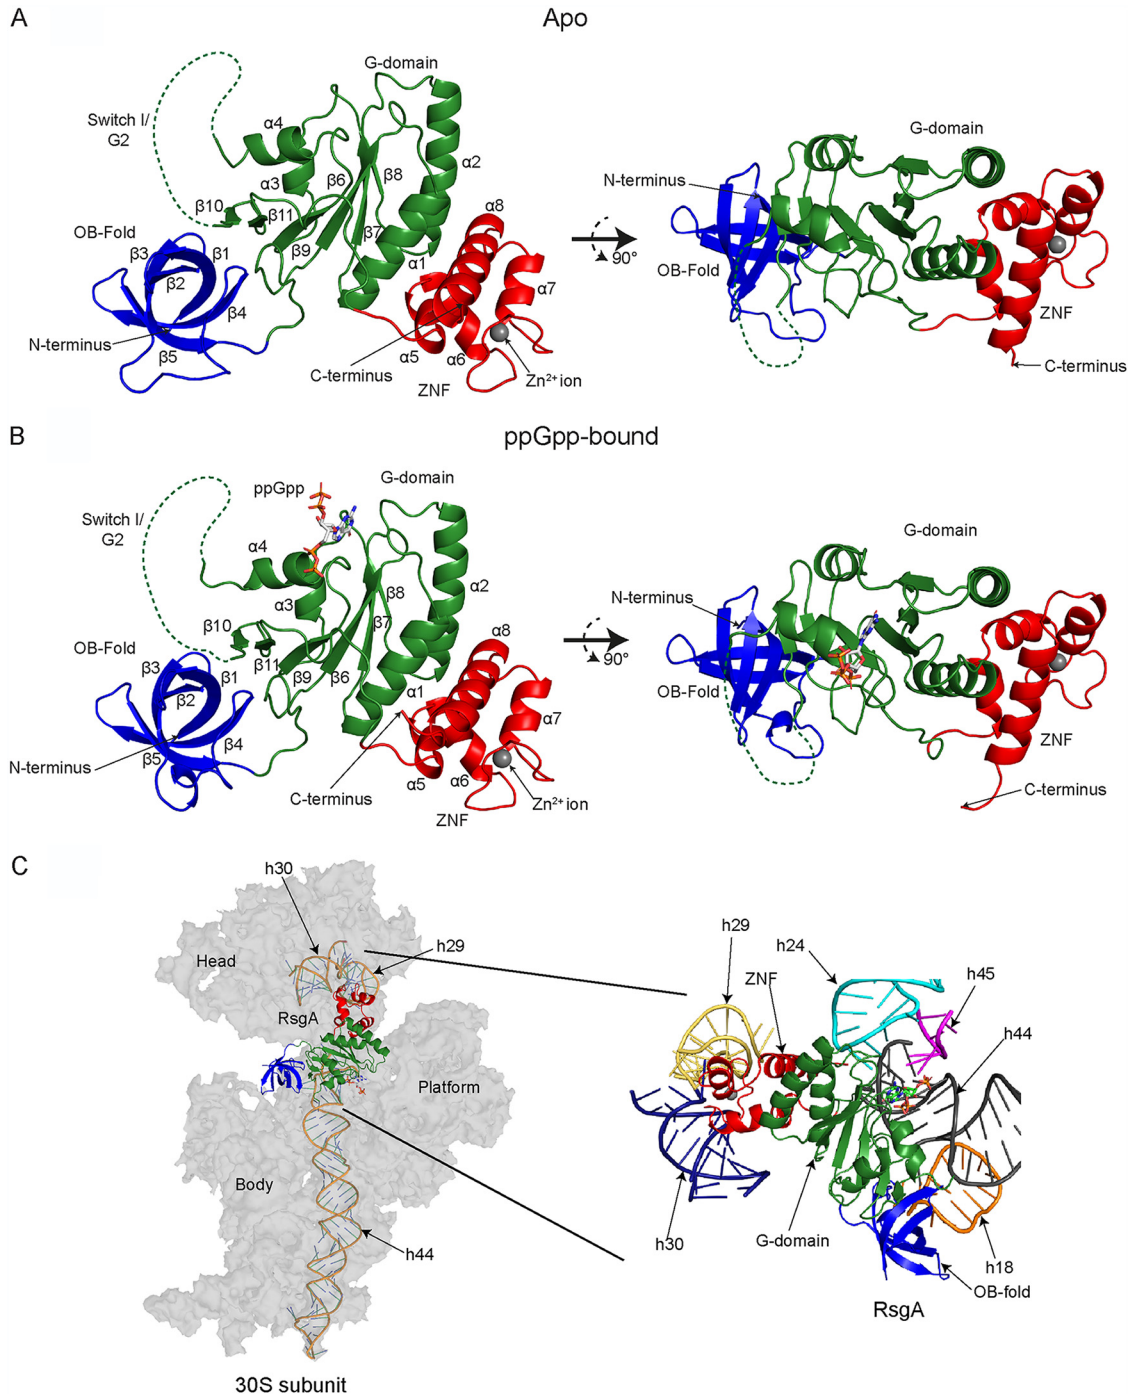 A
Apo
G-domain
Switch I/
G2
α4
α3
β6
β8
α2
β10
β11
β9
β7
α1
α8
OB-Fold
β3
β1
β2
β4
α7
N-terminus
β5
C-terminus
α5
α6
ZNF
Zn²⁺ion
90°
G-domain
N-terminus
OB-Fold
ZNF
C-terminus
B
ppGpp-bound
G-domain
ppGpp
Switch I/
G2
α4
α3
β8
α2
β10
β7
β11
β9
β6
α1
α8
OB-Fold
β3
β1
β2
β4
α7
β5
N-terminus
C-terminus
α5
α6
ZNF
Zn²⁺ion
90°
G-domain
N-terminus
OB-Fold
ZNF
C-terminus
C
h30
h29
Head
RsgA
Platform
Body
h44
30S subunit
h29
h24
ZNF
h45
h44
h30
G-domain
h18
OB-fold
RsgA